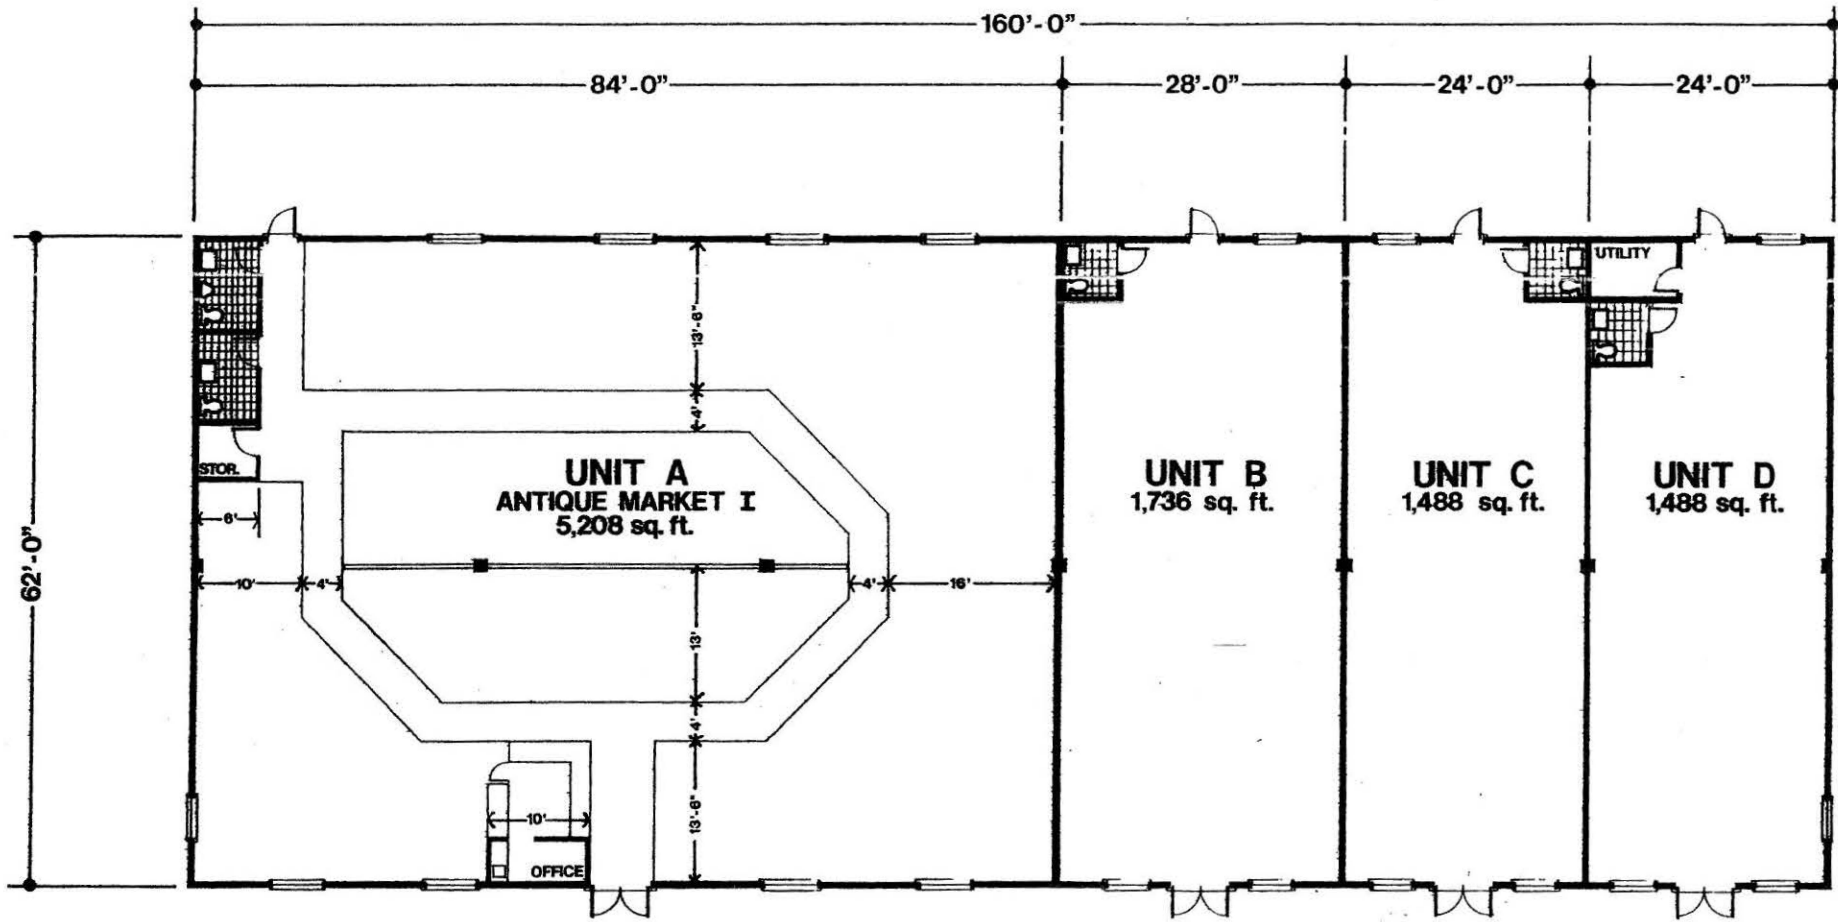 160'-0"
84'-0"
28'-0"
24'-0"
24'-0"
62'-0"
UTILITY
13'-6"
4'
STOR.
UNIT A
ANTIQUE MARKET I
5,208 sq. ft.
UNIT B
1,736 sq. ft.
UNIT C
1,488 sq. ft.
UNIT D
1,488 sq. ft.
6'
10'
4'
4'
16'
13'
4'
13'-6"
10'
OFFICE